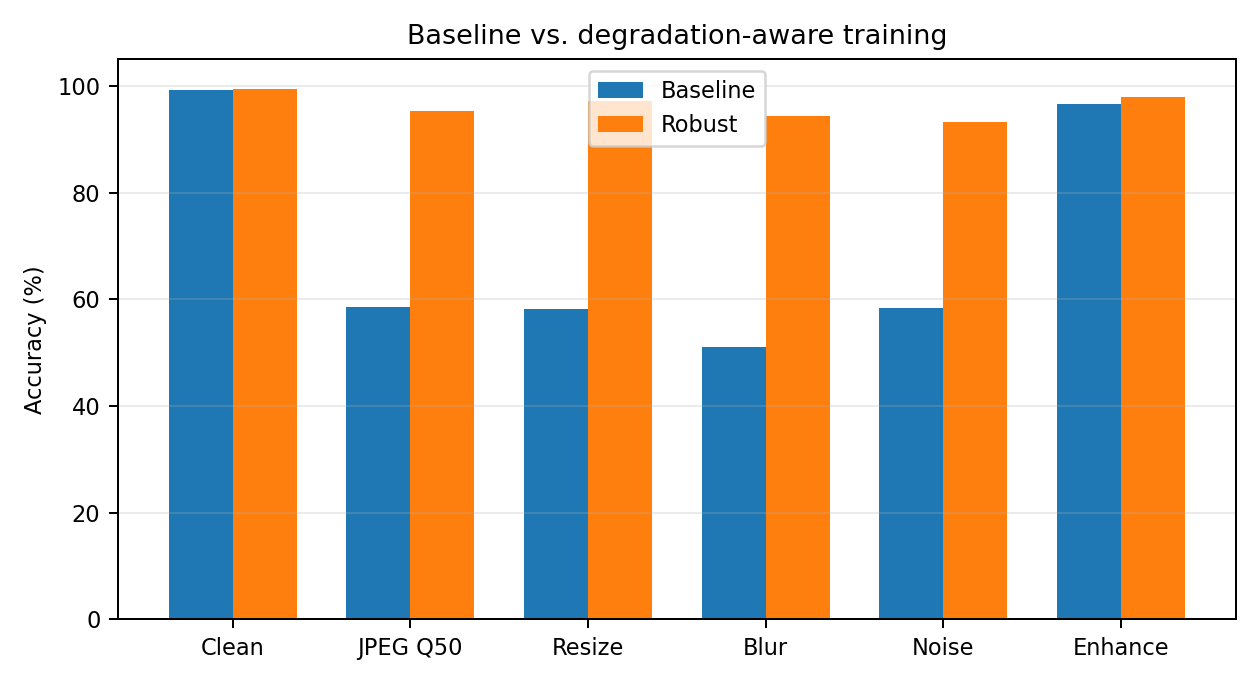 Baseline vs. degradation-aware training
Baseline
Robust
Accuracy (%)
100
80
60
40
20
0
Clean
JPEG Q50
Resize
Blur
Noise
Enhance